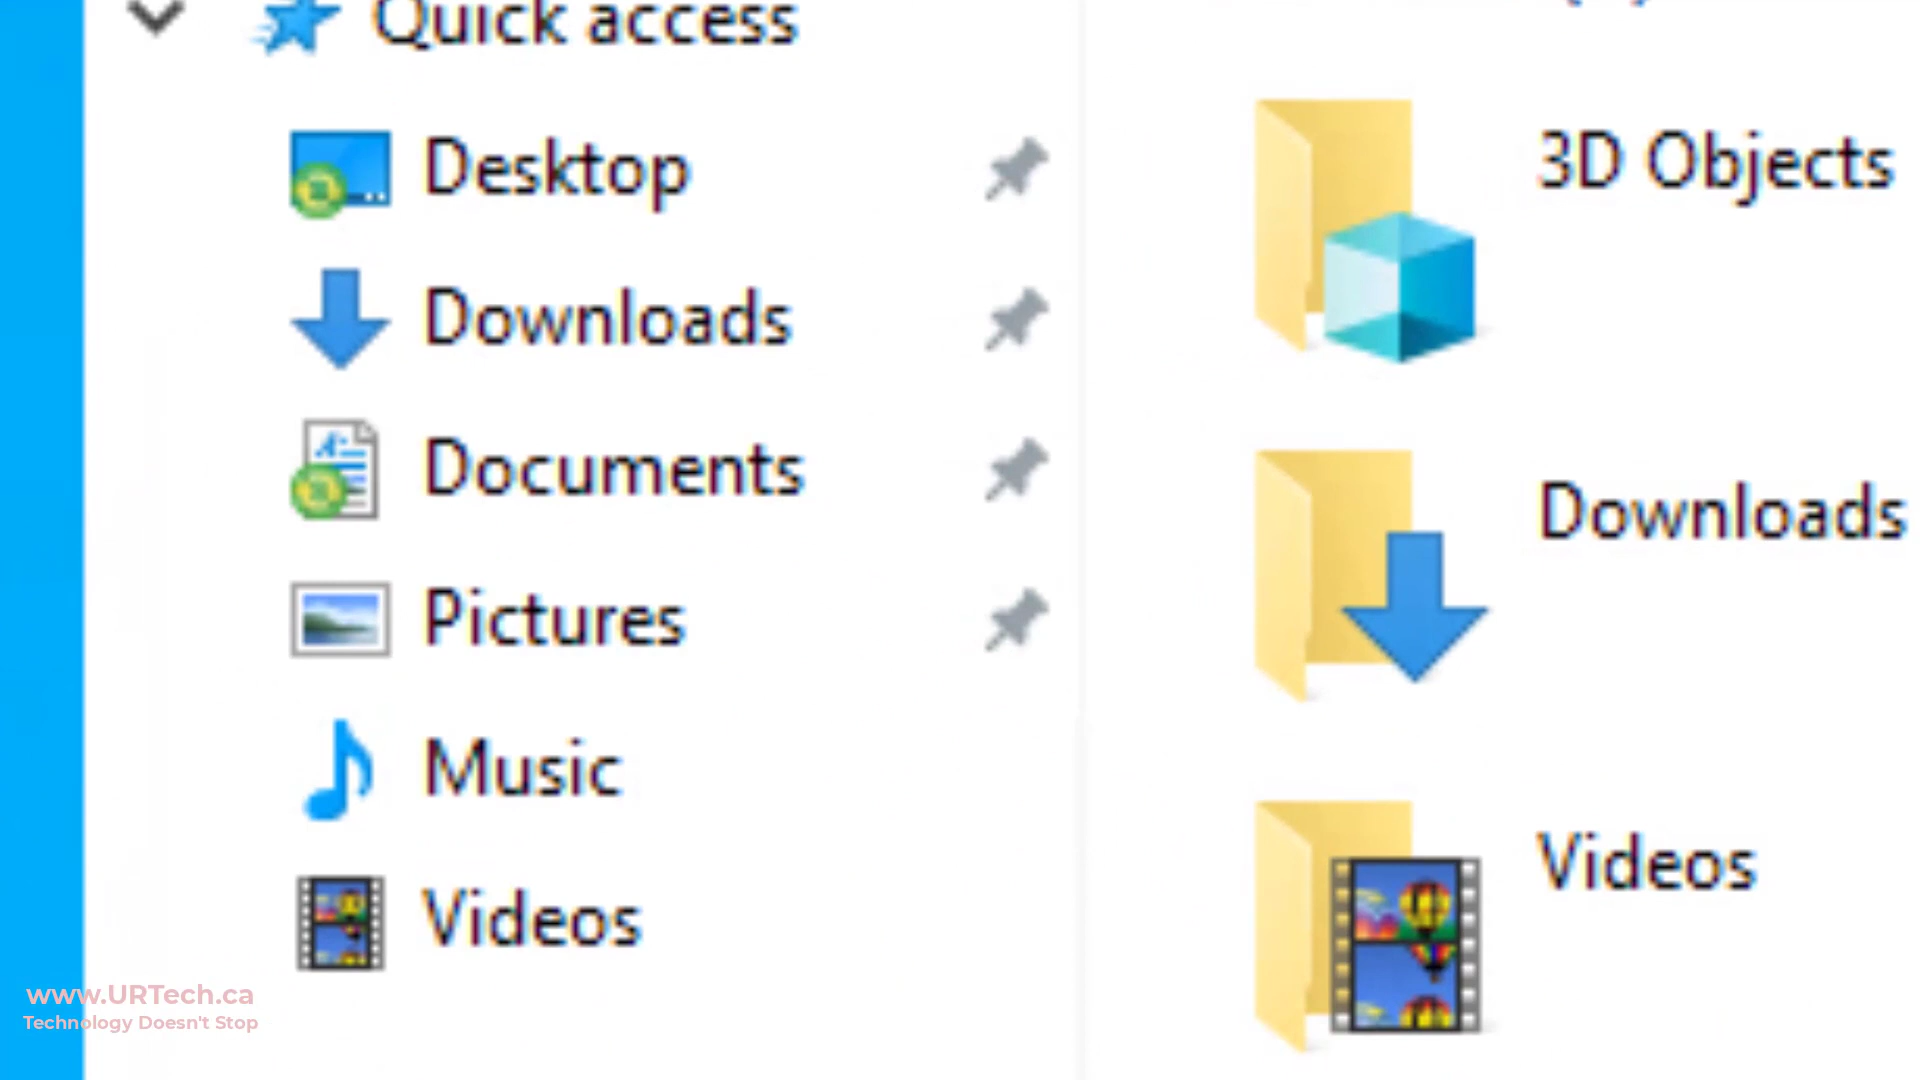 Quick access
Desktop
Downloads
Documents
Pictures
Music
Videos
3D Objects
Downloads
Videos
www.URTech.ca
Technology Doesn't Stop